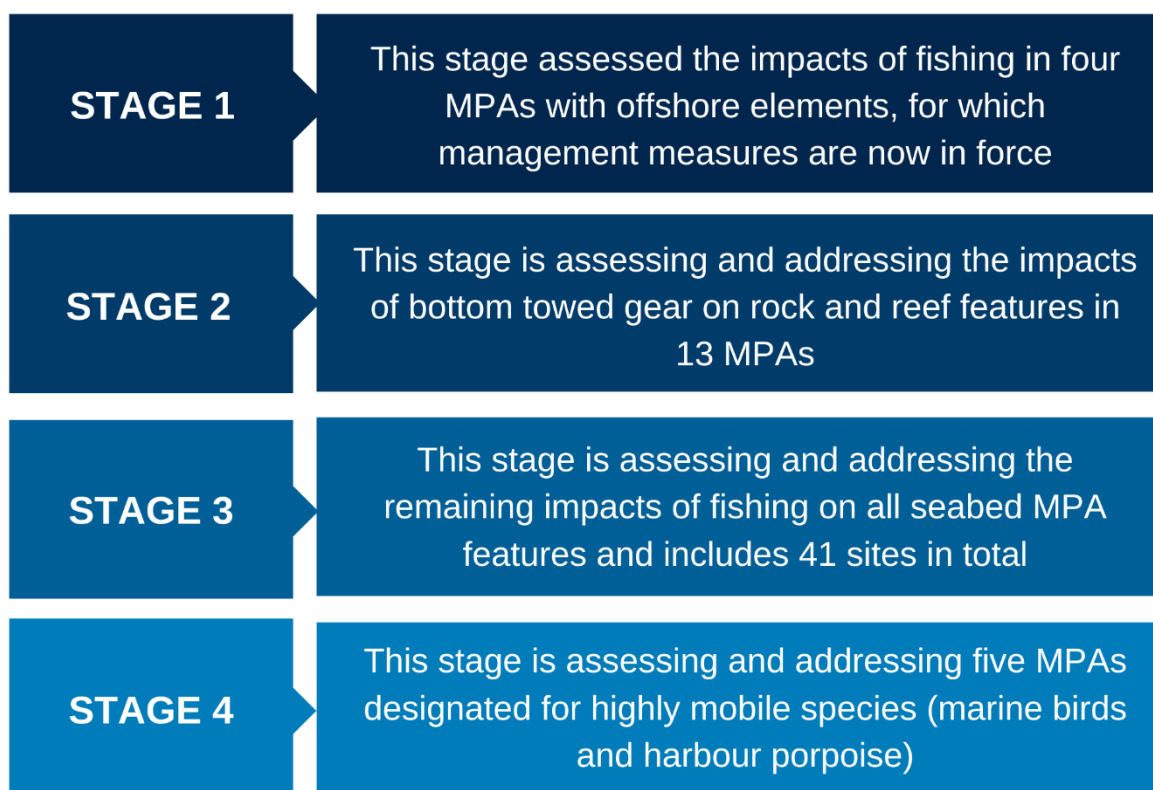 STAGE 1
This stage assessed the impacts of fishing in four
MPAs with offshore elements, for which
management measures are now in force
STAGE 2
This stage is assessing and addressing the impacts
of bottom towed gear on rock and reef features in
13 MPAs
STAGE 3
This stage is assessing and addressing the
remaining impacts of fishing on all seabed MPA
features and includes 41 sites in total
STAGE 4
This stage is assessing and addressing five MPAs
designated for highly mobile species (marine birds
and harbour porpoise)